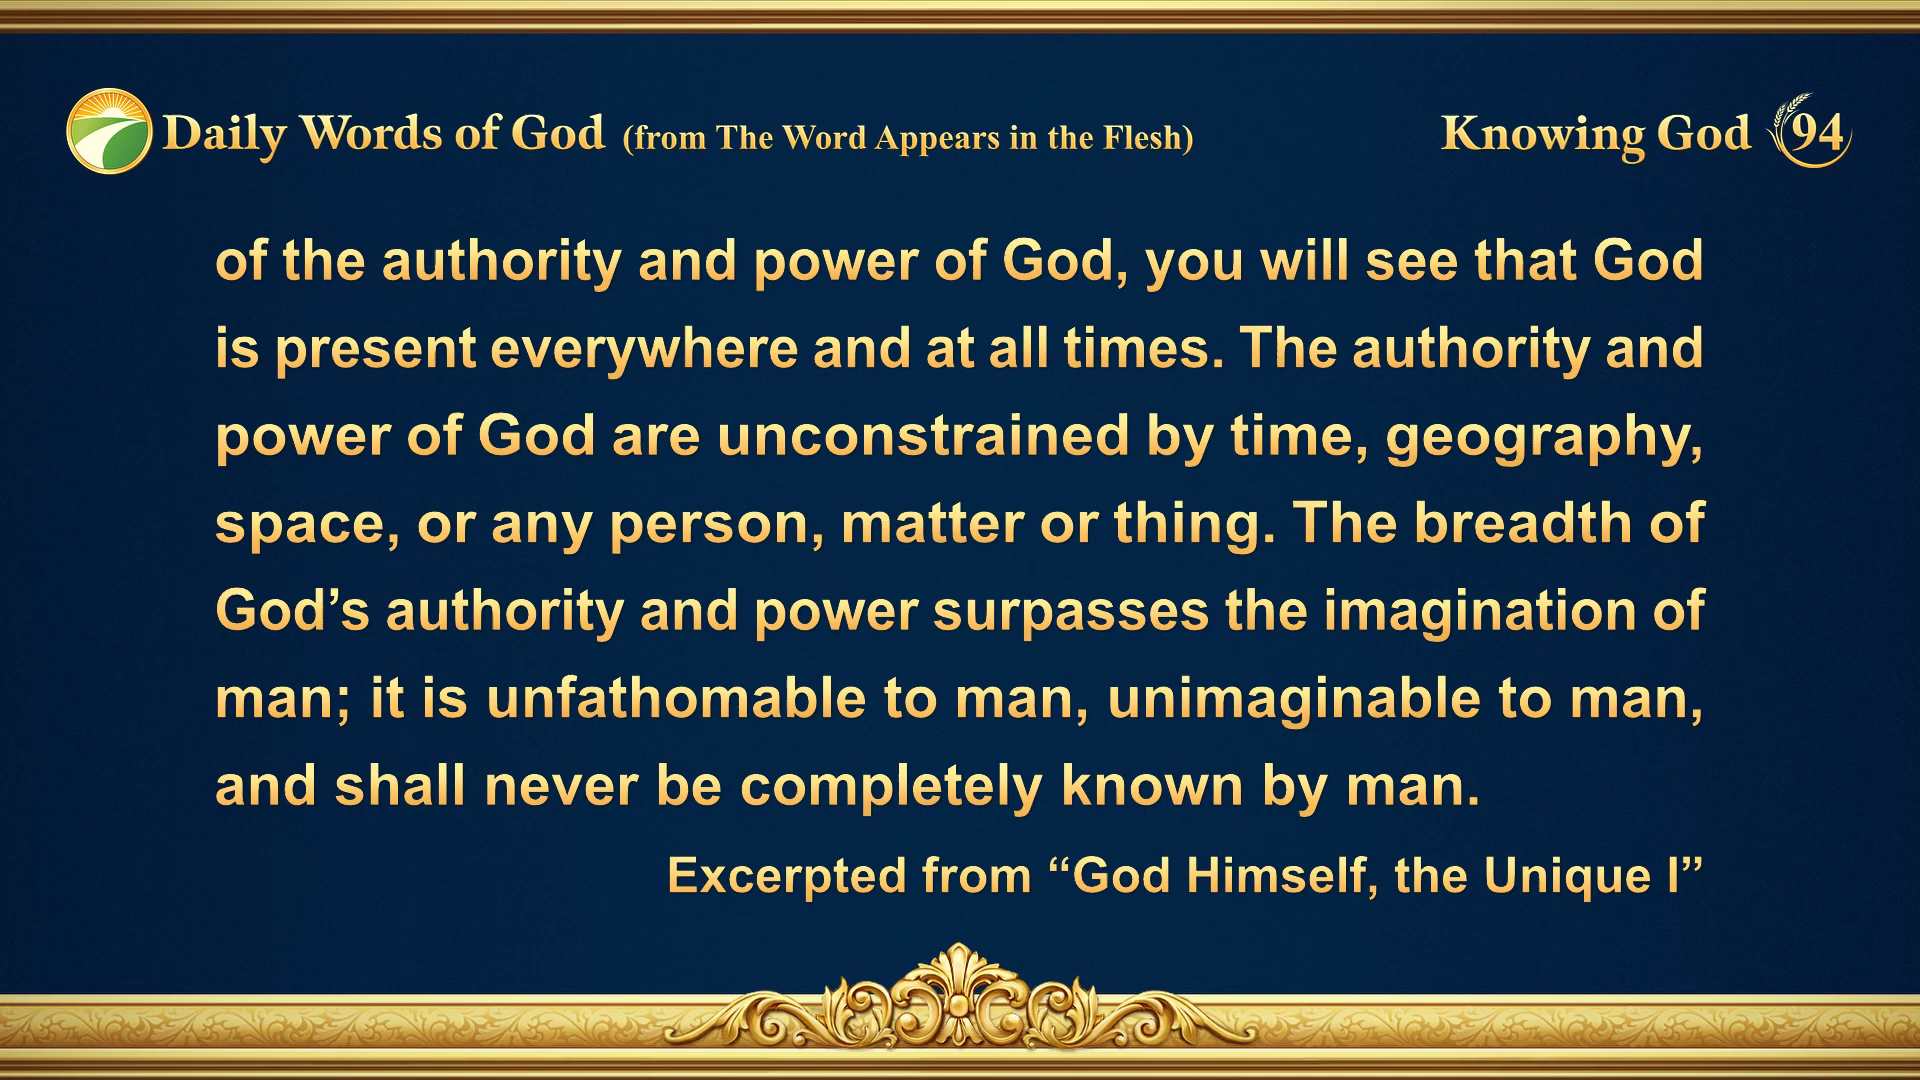 Daily Words of God (from The Word Appears in the Flesh)
Knowing God 94
of the authority and power of God, you will see that God
is present everywhere and at all times. The authority and
power of God are unconstrained by time, geography,
space, or any person, matter or thing. The breadth of
God’s authority and power surpasses the imagination of
man; it is unfathomable to man, unimaginable to man,
and shall never be completely known by man.
Excerpted from “God Himself, the Unique I”